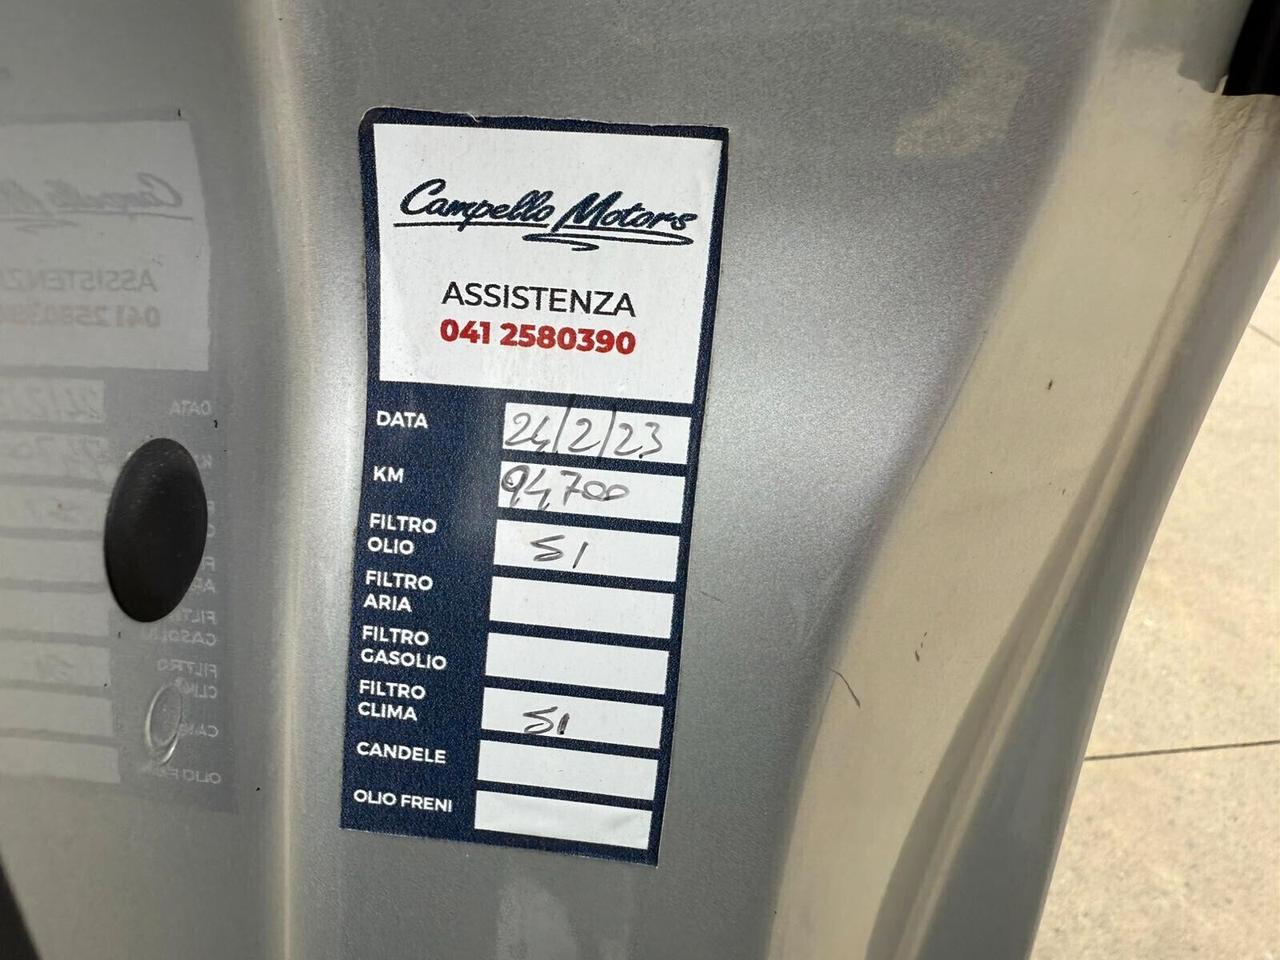 Campello Motors
ASSISTENZA
041 2580390
DATA 24/2/23
KM 94,700
FILTRO OLIO SI
FILTRO ARIA
FILTRO GASOLIO
FILTRO CLIMA SI
CANDELE
OLIO FRENI